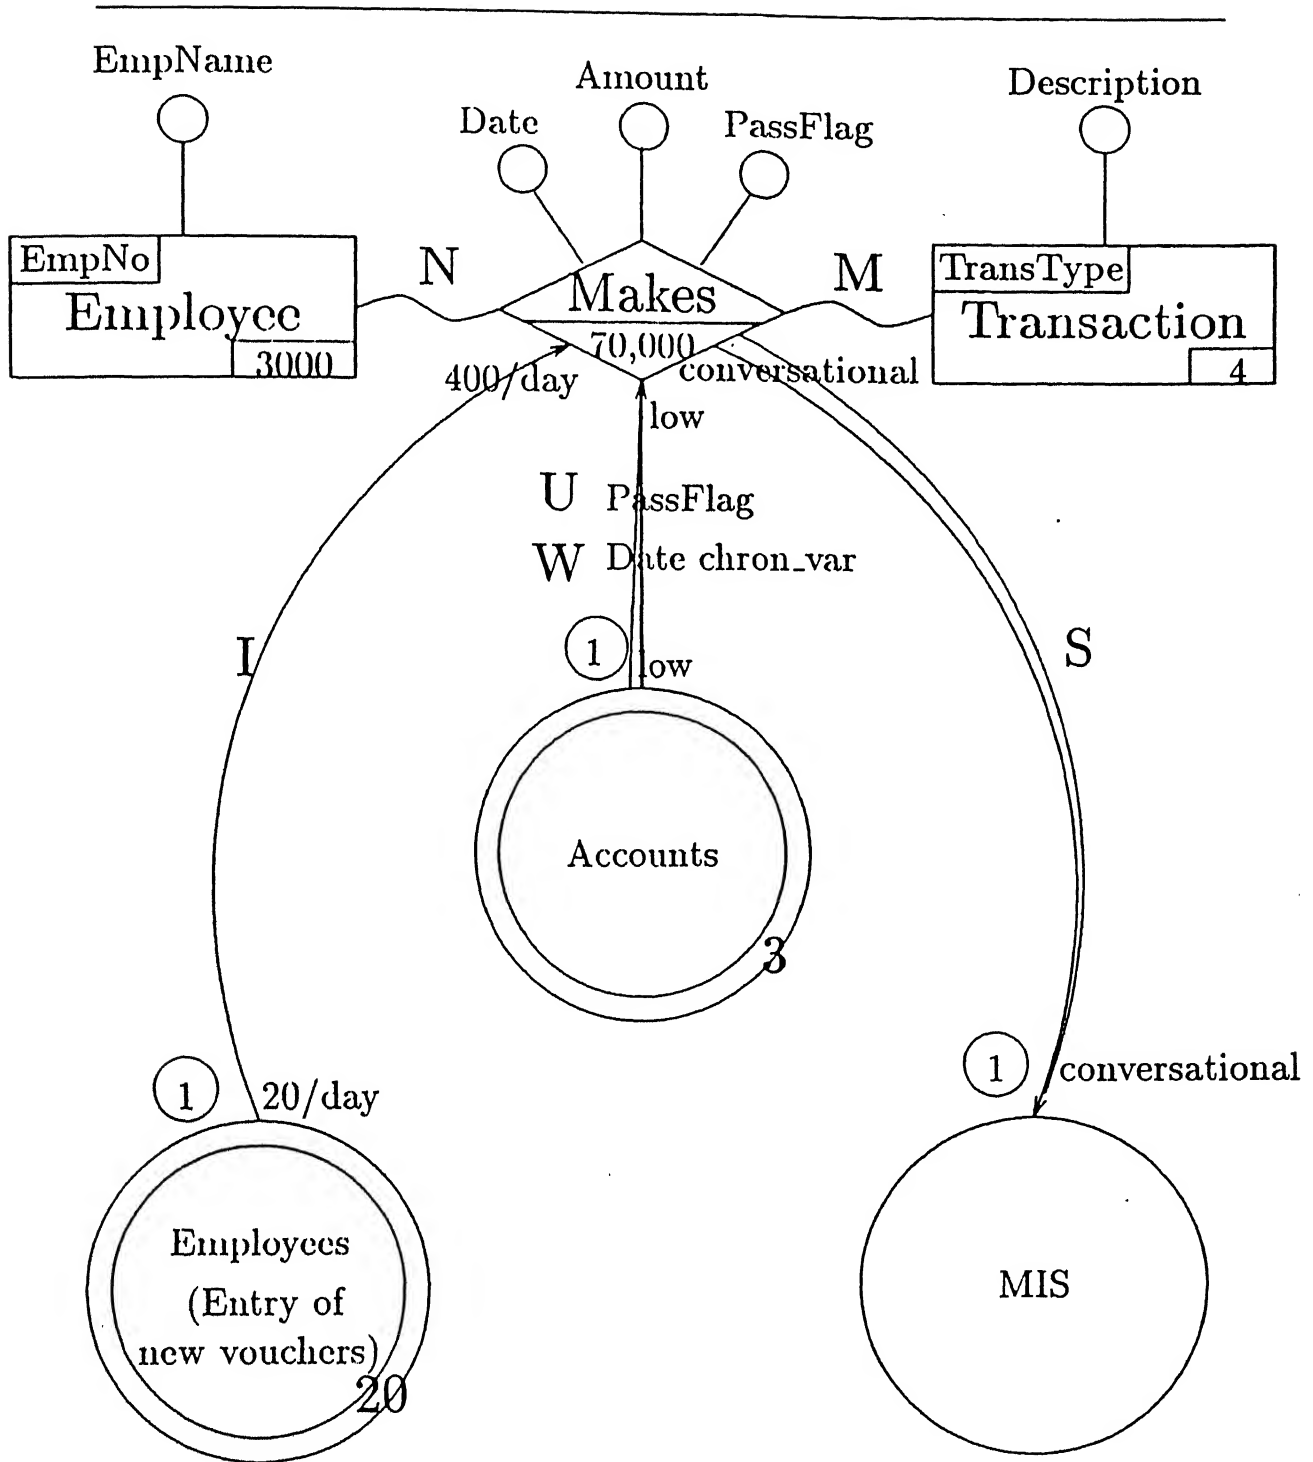 EmpName
Amount
Description
Date
PassFlag
EmpNo
N
M
TransType
Employee
Makes
Transaction
3000
70,000
4
400/day
conversational
low
U PassFlag
W Date chron_var
I
1
low
S
Accounts
3
1
20/day
1
conversational
Employees
(Entry of
new vouchers)
20
MIS